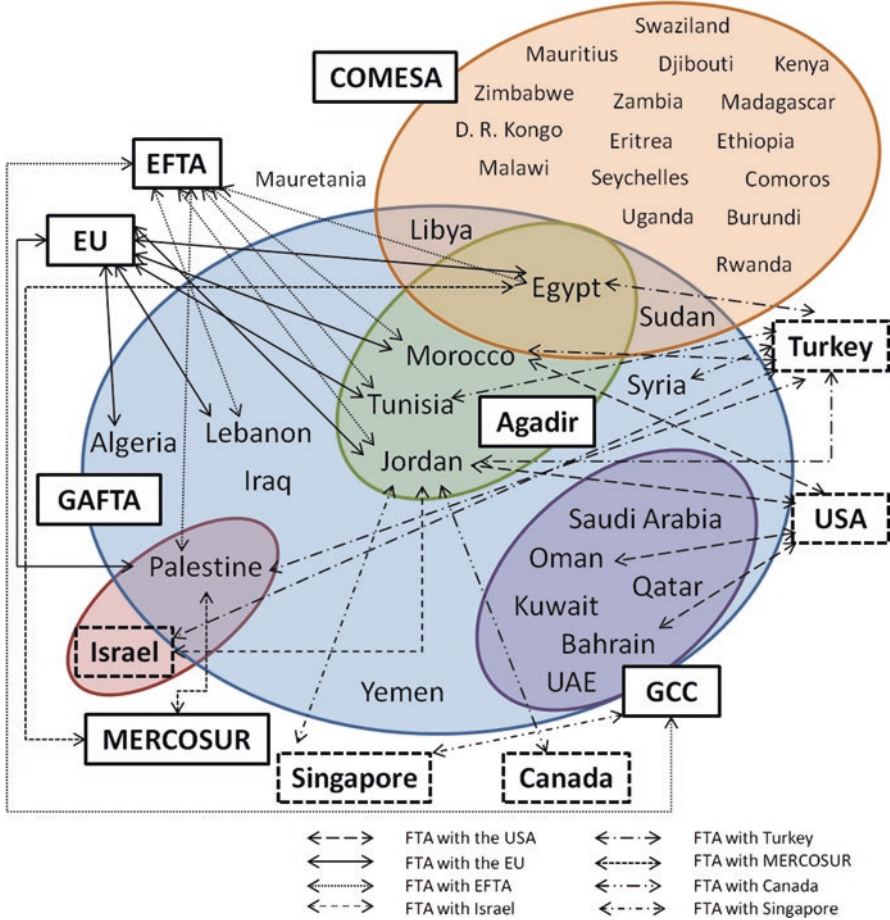 Swaziland
Mauritius
Djibouti
Kenya
COMESA
Zimbabwe
Zambia
Madagascar
D. R. Kongo
Eritrea
Ethiopia
EFTA
Malawi
Mauretania
Seychelles
Comoros
Uganda
Burundi
EU
Libya
Rwanda
Egypt
Sudan
Turkey
Morocco
Syria
Tunisia
Agadir
Algeria
Lebanon
Jordan
Iraq
GAFTA
Saudi Arabia
USA
Oman
Palestine
Qatar
Kuwait
Israel
Bahrain
UAE
Yemen
GCC
MERCOSUR
Singapore
Canada
FTA with the USA
FTA with the EU
FTA with EFTA
FTA with Israel
FTA with Turkey
FTA with MERCOSUR
FTA with Canada
FTA with Singapore